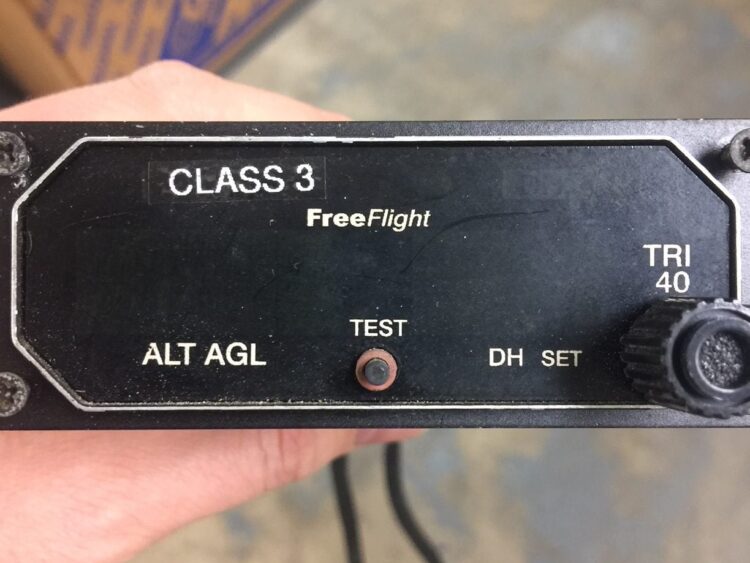 CLASS 3
FreeFlight
TRI
40
TEST
ALT AGL
DH SET